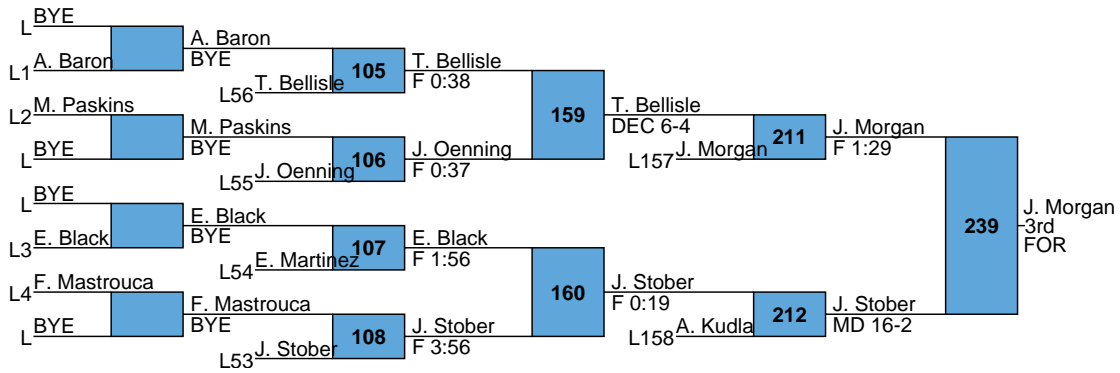 L BYE
L1 A. Baron
A. Baron
BYE
L56 T. Bellisle
105
T. Bellisle
F 0:38
L2 M. Paskins
L BYE
M. Paskins
BYE
L55 J. Oenning
106
J. Oenning
F 0:37
159
T. Bellisle
DEC 6-4
L157 J. Morgan
211
J. Morgan
F 1:29
L BYE
L3 E. Black
E. Black
BYE
L54 E. Martinez
107
E. Black
F 1:56
L4 F. Mastrouca
L BYE
F. Mastrouca
BYE
L53 J. Stober
108
J. Stober
F 3:56
160
J. Stober
F 0:19
L158 A. Kudla
212
J. Stober
MD 16-2
239
J. Morgan
3rd
FOR